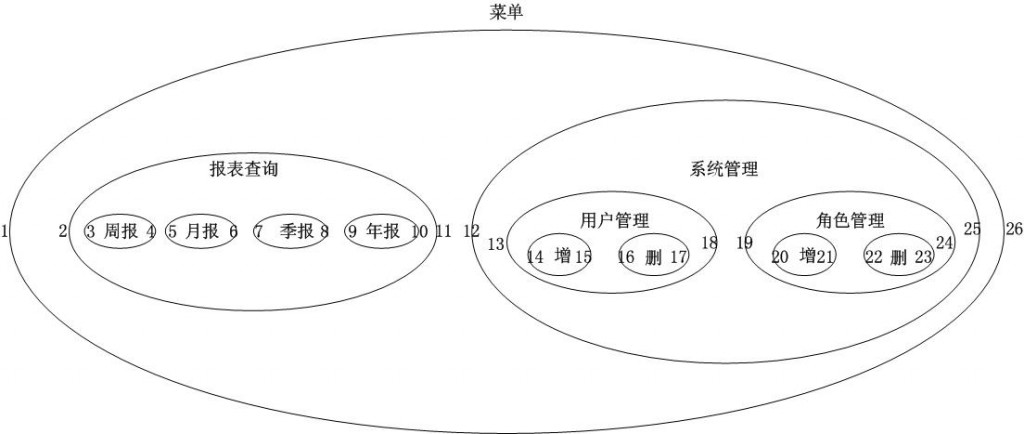 菜单
报表查询
系统管理
用户管理
角色管理
1
2
3 周报 4
5 月报 6
7 季报 8
9 年报 10
11
12
13
14 增 15
16 删 17
18
19
20 增 21
22 删 23
24
25
26